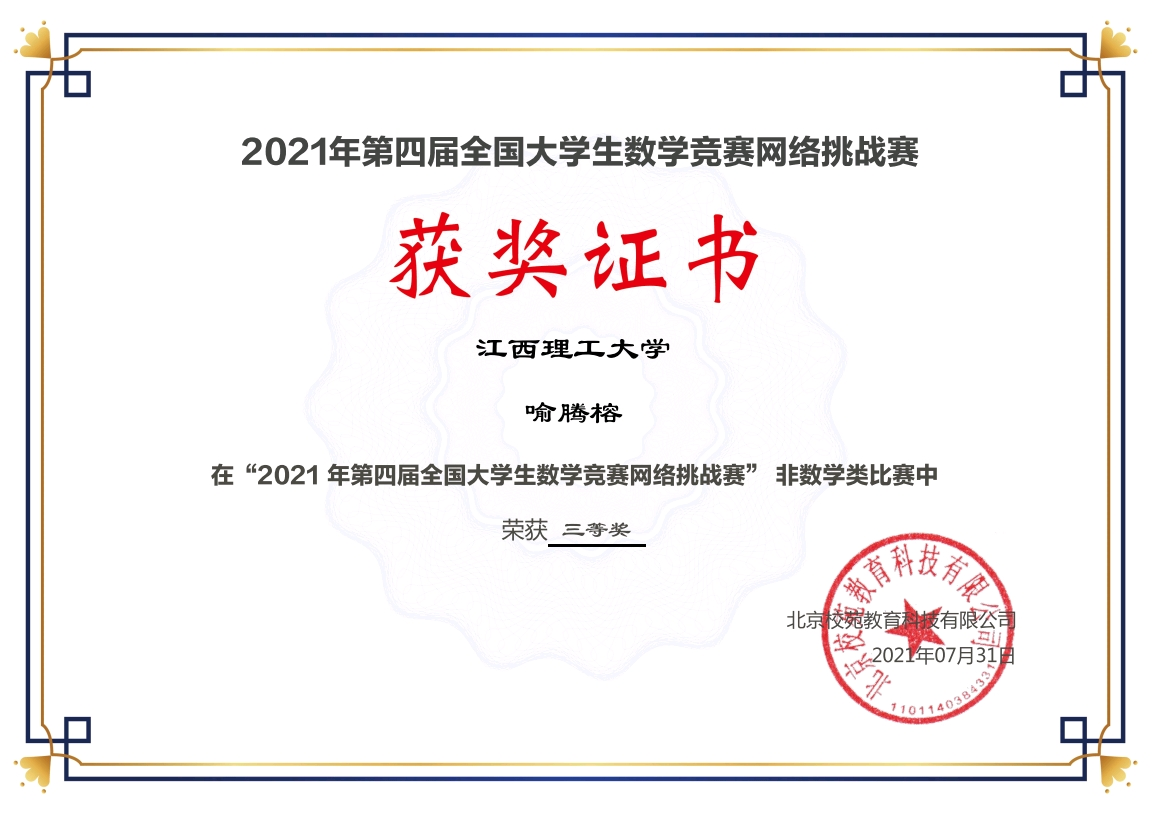 2021年第四届全国大学生数学竞赛网络挑战赛
获奖证书
江西理工大学
喻腾榕
在“2021 年第四届全国大学生数学竞赛网络挑战赛” 非数学类比赛中
荣获 三等奖
北京校苑教育科技有限公司
2021年07月31日
北京校苑教育科技有限公司
1101140384331